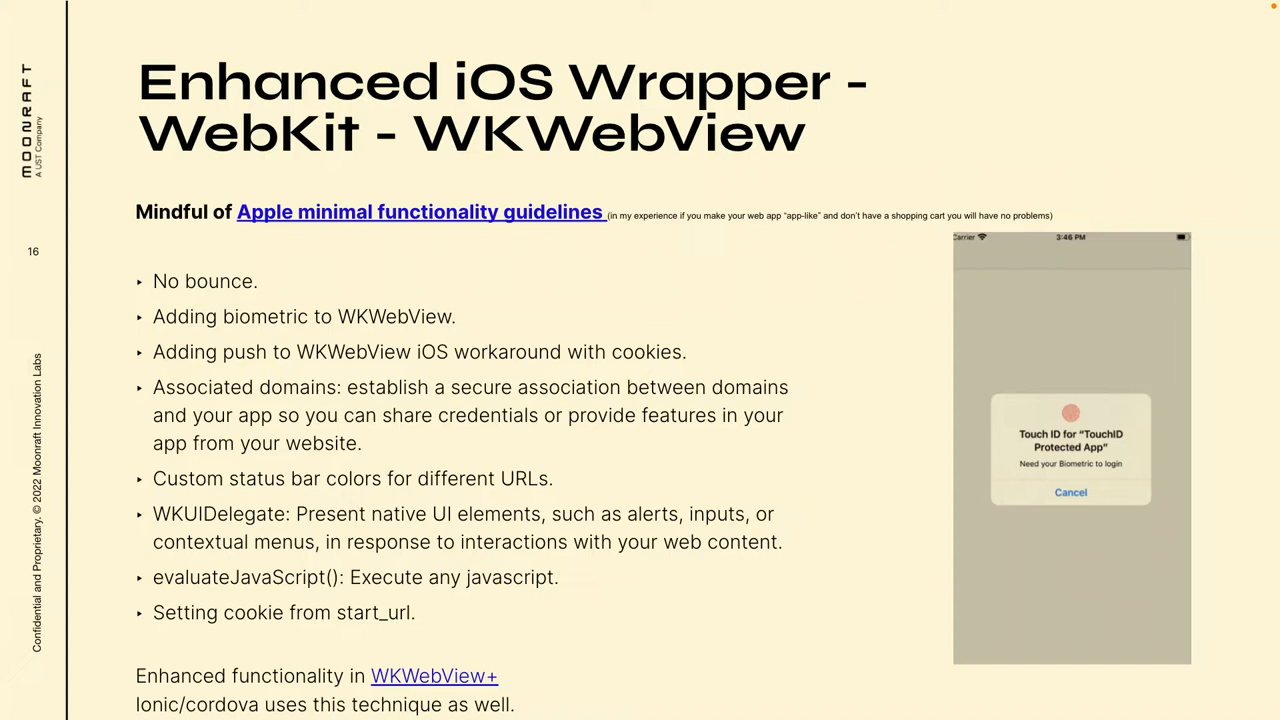 Enhanced iOS Wrapper -
WebKit - WKWebView
Mindful of Apple minimal functionality guidelines (in my experience if you make your web app “app-like” and don’t have a shopping cart you will have no problems)
‣ No bounce.
‣ Adding biometric to WKWebView.
‣ Adding push to WKWebView iOS workaround with cookies.
‣ Associated domains: establish a secure association between domains
and your app so you can share credentials or provide features in your
app from your website.
‣ Custom status bar colors for different URLs.
‣ WKUIDelegate: Present native UI elements, such as alerts, inputs, or
contextual menus, in response to interactions with your web content.
‣ evaluateJavaScript(): Execute any javascript.
‣ Setting cookie from start_url.
Enhanced functionality in WKWebView+
Ionic/cordova uses this technique as well.
Carrier 3:46 PM
Touch ID for “TouchID
Protected App”
Need your Biometric to login
Cancel
MOONRAFT
A UST Company
16
Confidential and Proprietary. © 2022 Moonraft Innovation Labs